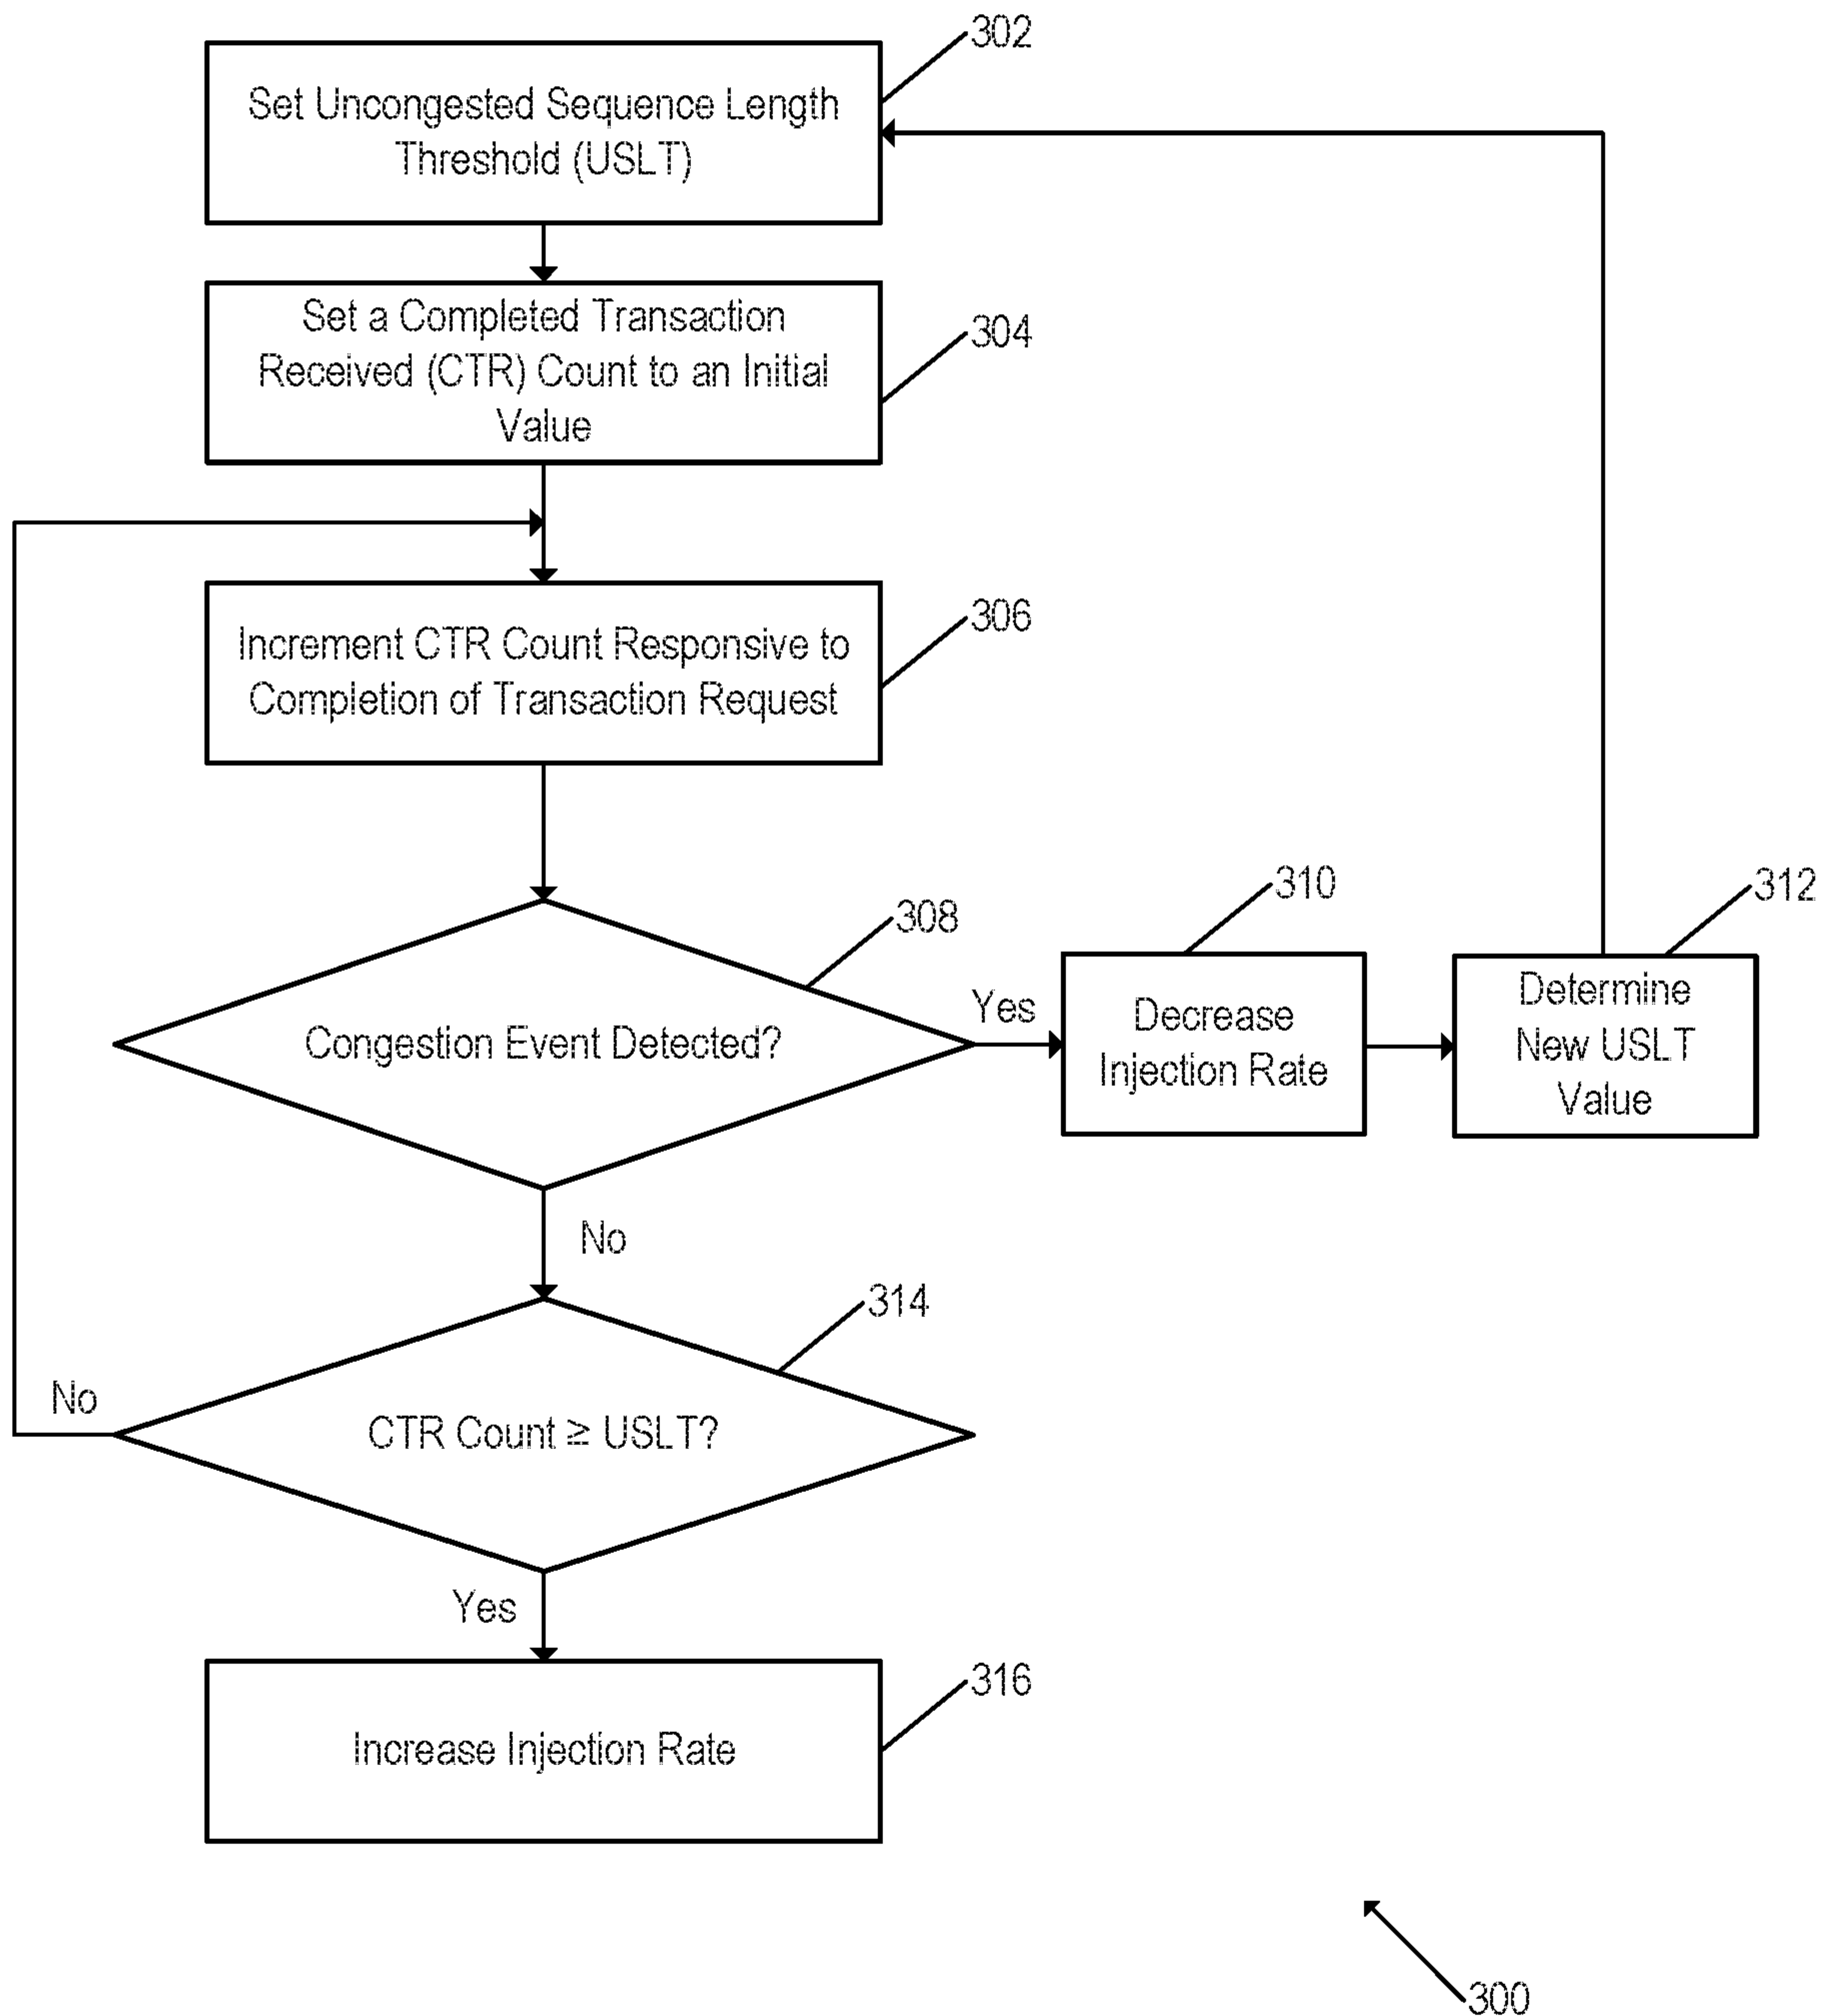 302
Set Uncongested Sequence Length
Threshold (USLT)
304
Set a Completed Transaction
Received (CTR) Count to an Initial
Value
306
Increment CTR Count Responsive to
Completion of Transaction Request
308
Congestion Event Detected?
Yes
310
Decrease
Injection Rate
312
Determine
New USLT
Value
No
314
CTR Count ≥ USLT?
No
Yes
316
Increase Injection Rate
300